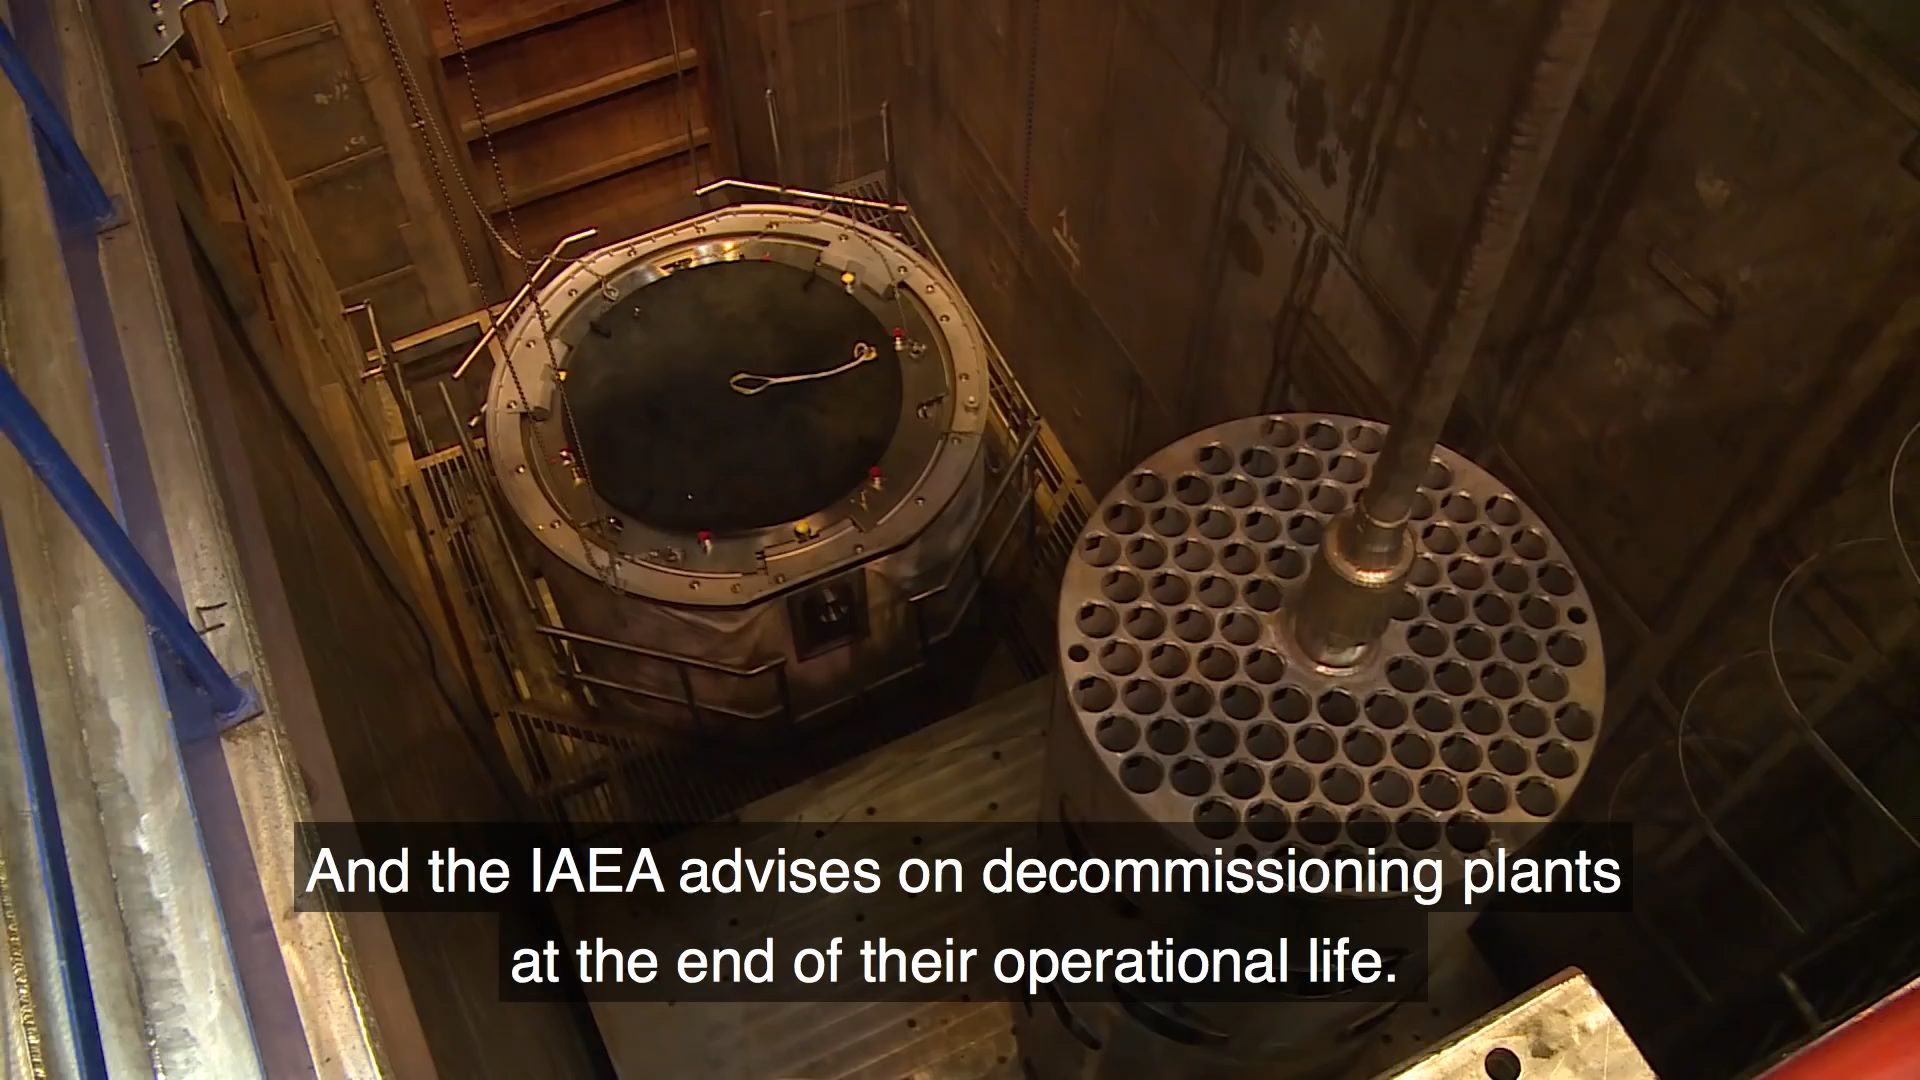 And the IAEA advises on decommissioning plants
at the end of their operational life.